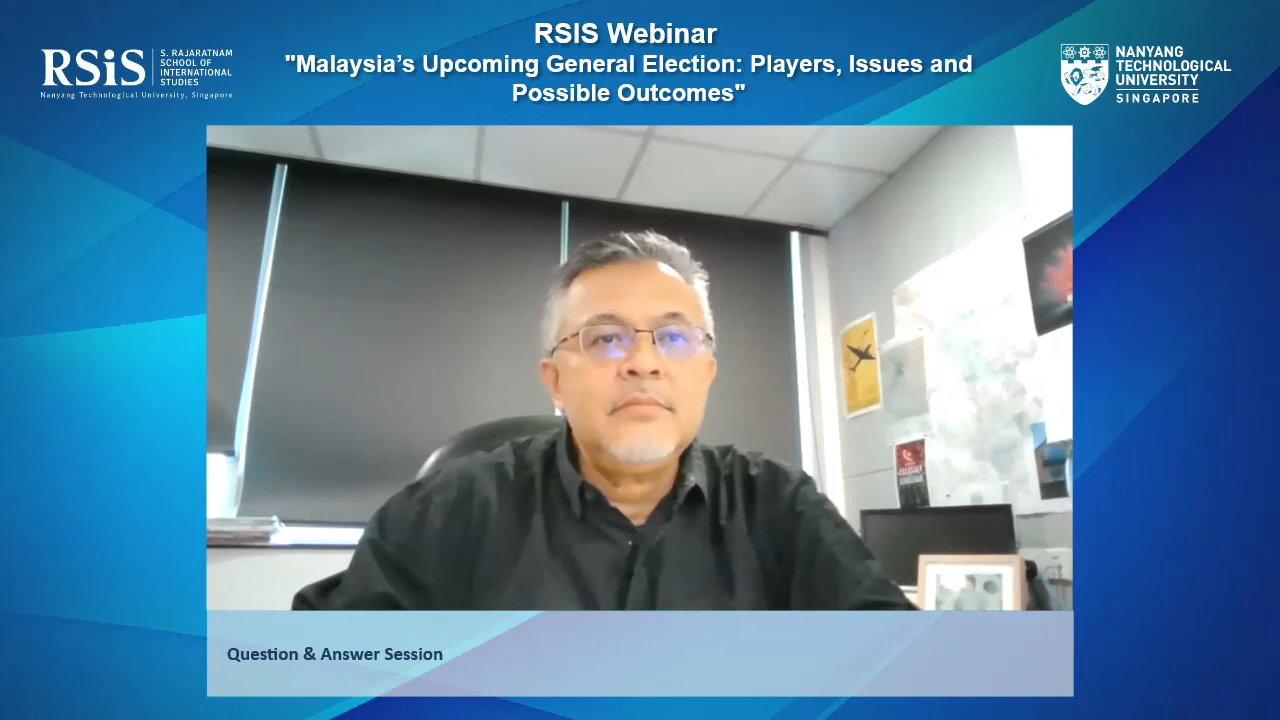 RSIS Webinar
"Malaysia's Upcoming General Election: Players, Issues and
Possible Outcomes"
RSiS
S. RAJARATNAM
SCHOOL OF
INTERNATIONAL
STUDIES
Nanyang Technological University, Singapore
NANYANG
TECHNOLOGICAL
UNIVERSITY
SINGAPORE
Question & Answer Session